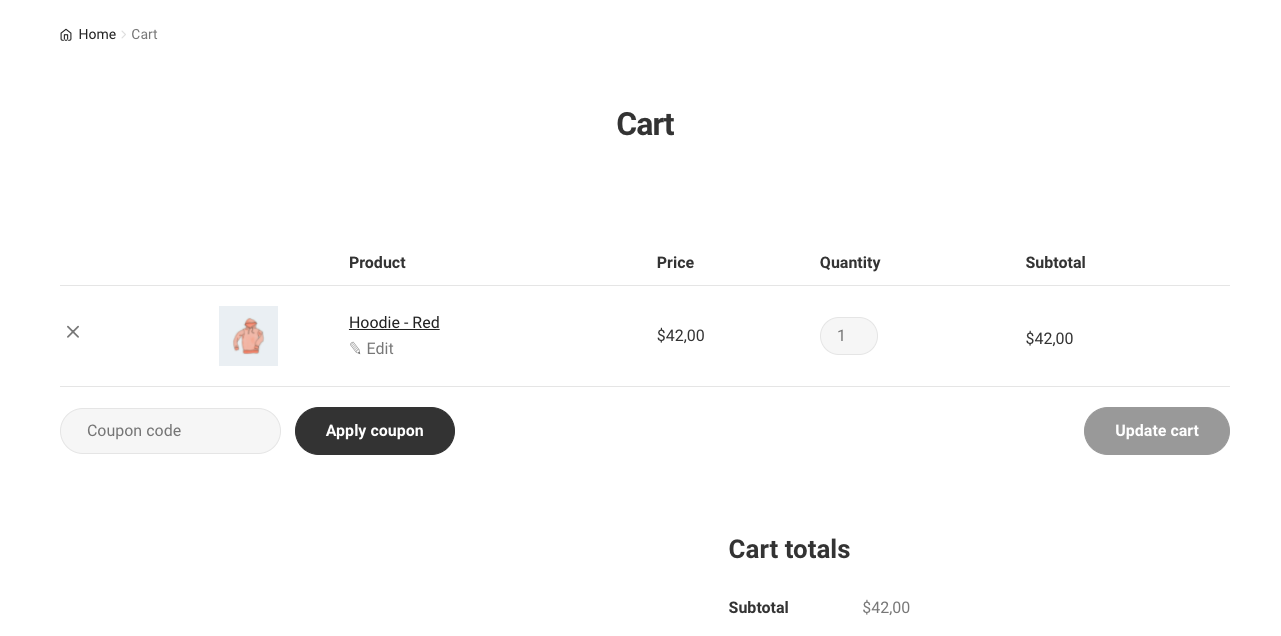 Home > Cart
Cart
Product Price Quantity Subtotal
Hoodie - Red
✎ Edit
$42,00
1
$42,00
Coupon code
Apply coupon
Update cart
Cart totals
Subtotal $42,00